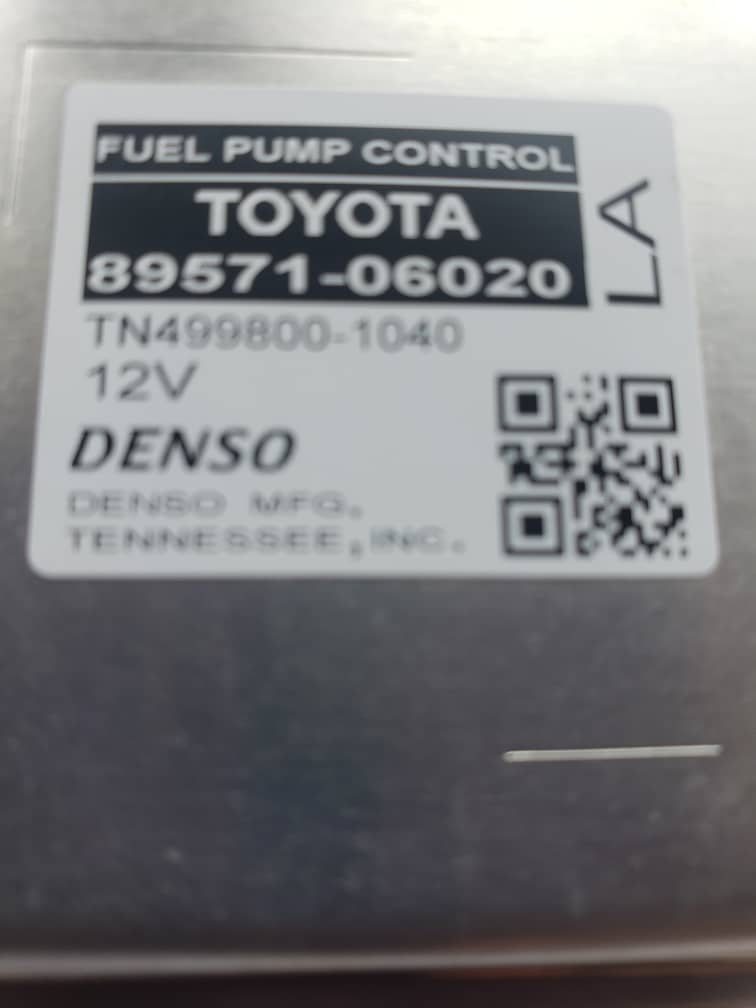 FUEL PUMP CONTROL
TOYOTA
89571-06020
LA
TN499800-1040
12V
DENSO
DENSO MFG.
TENNESSEE, INC.